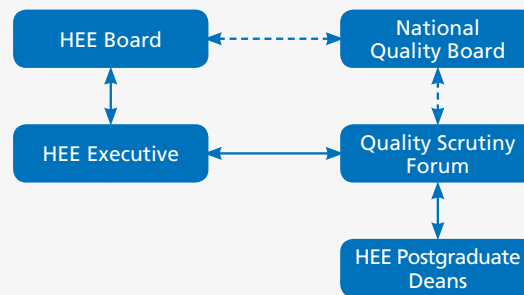 HEE Board
National
Quality Board
HEE Executive
Quality Scrutiny
Forum
HEE Postgraduate
Deans